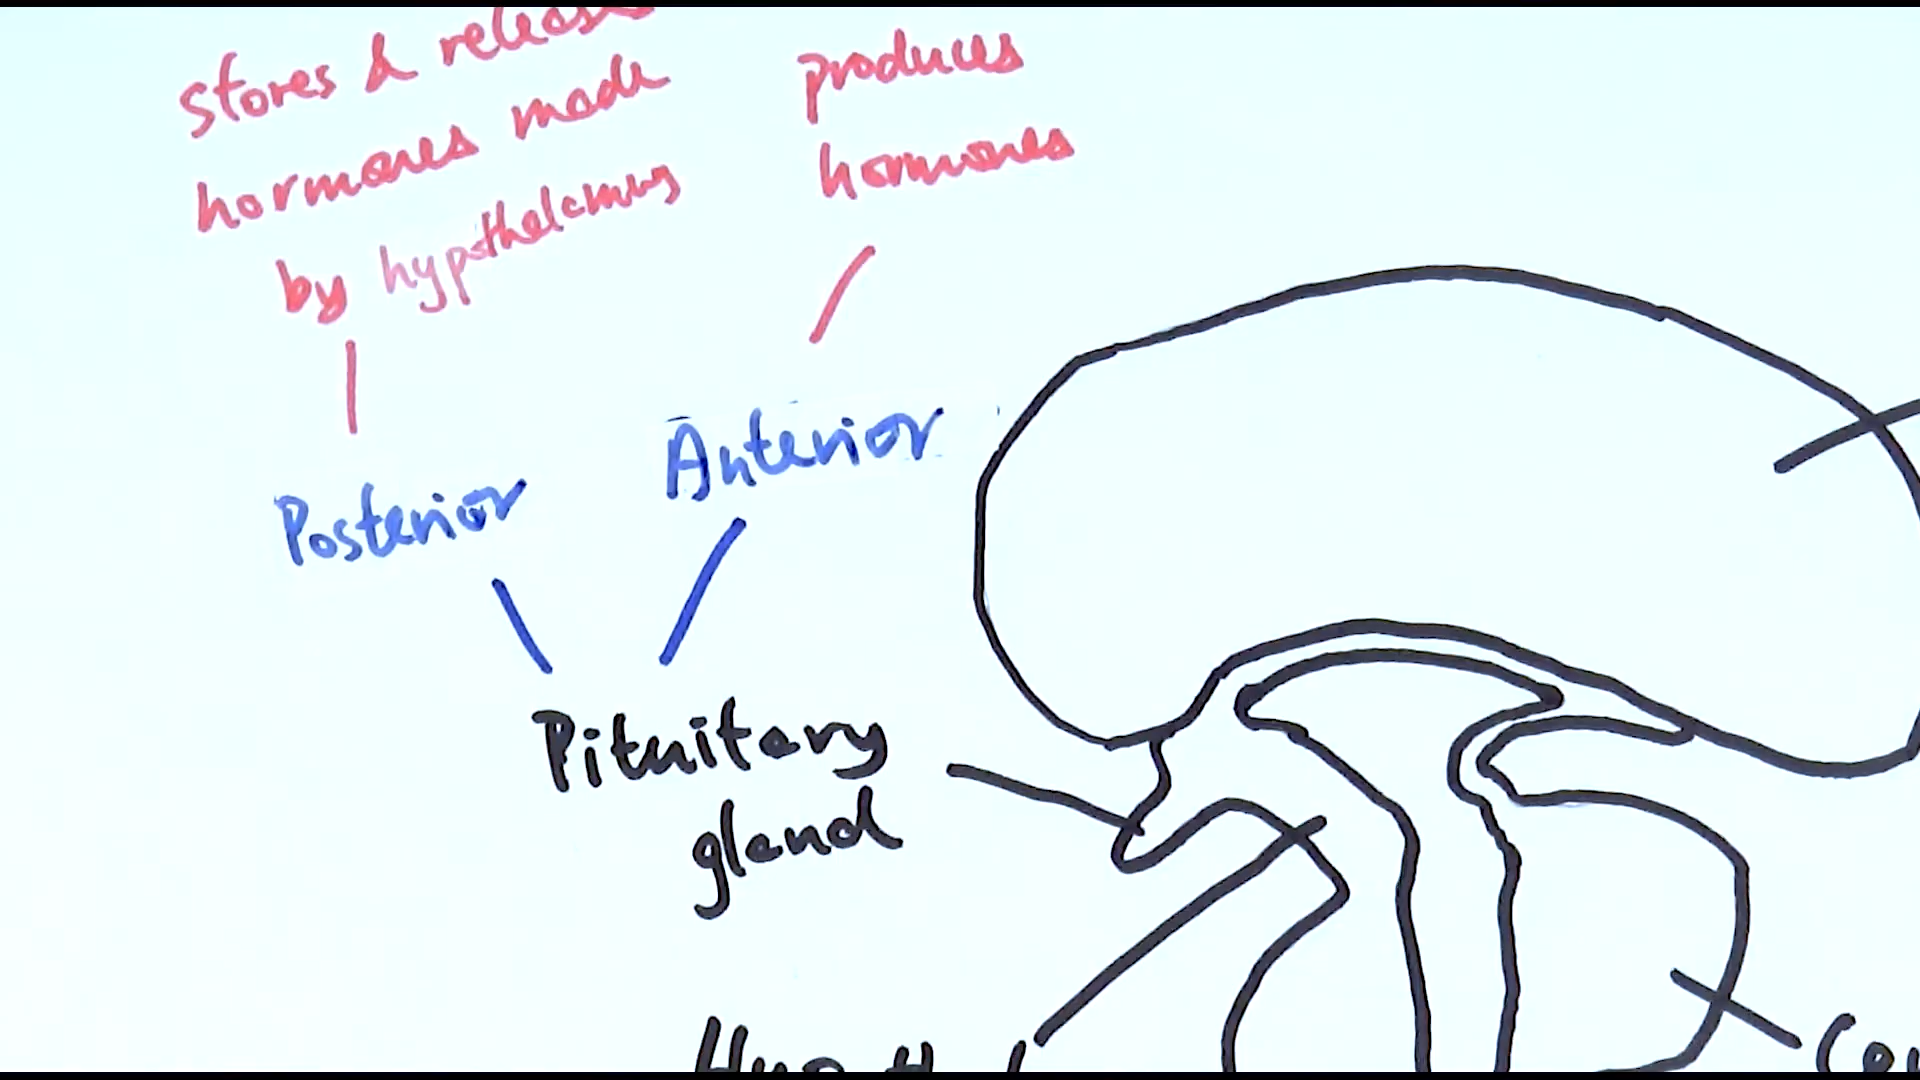 stores & release
hormones made
by hypothalamus
produces
hormones
Posterior
Anterior
Pituitary
gland